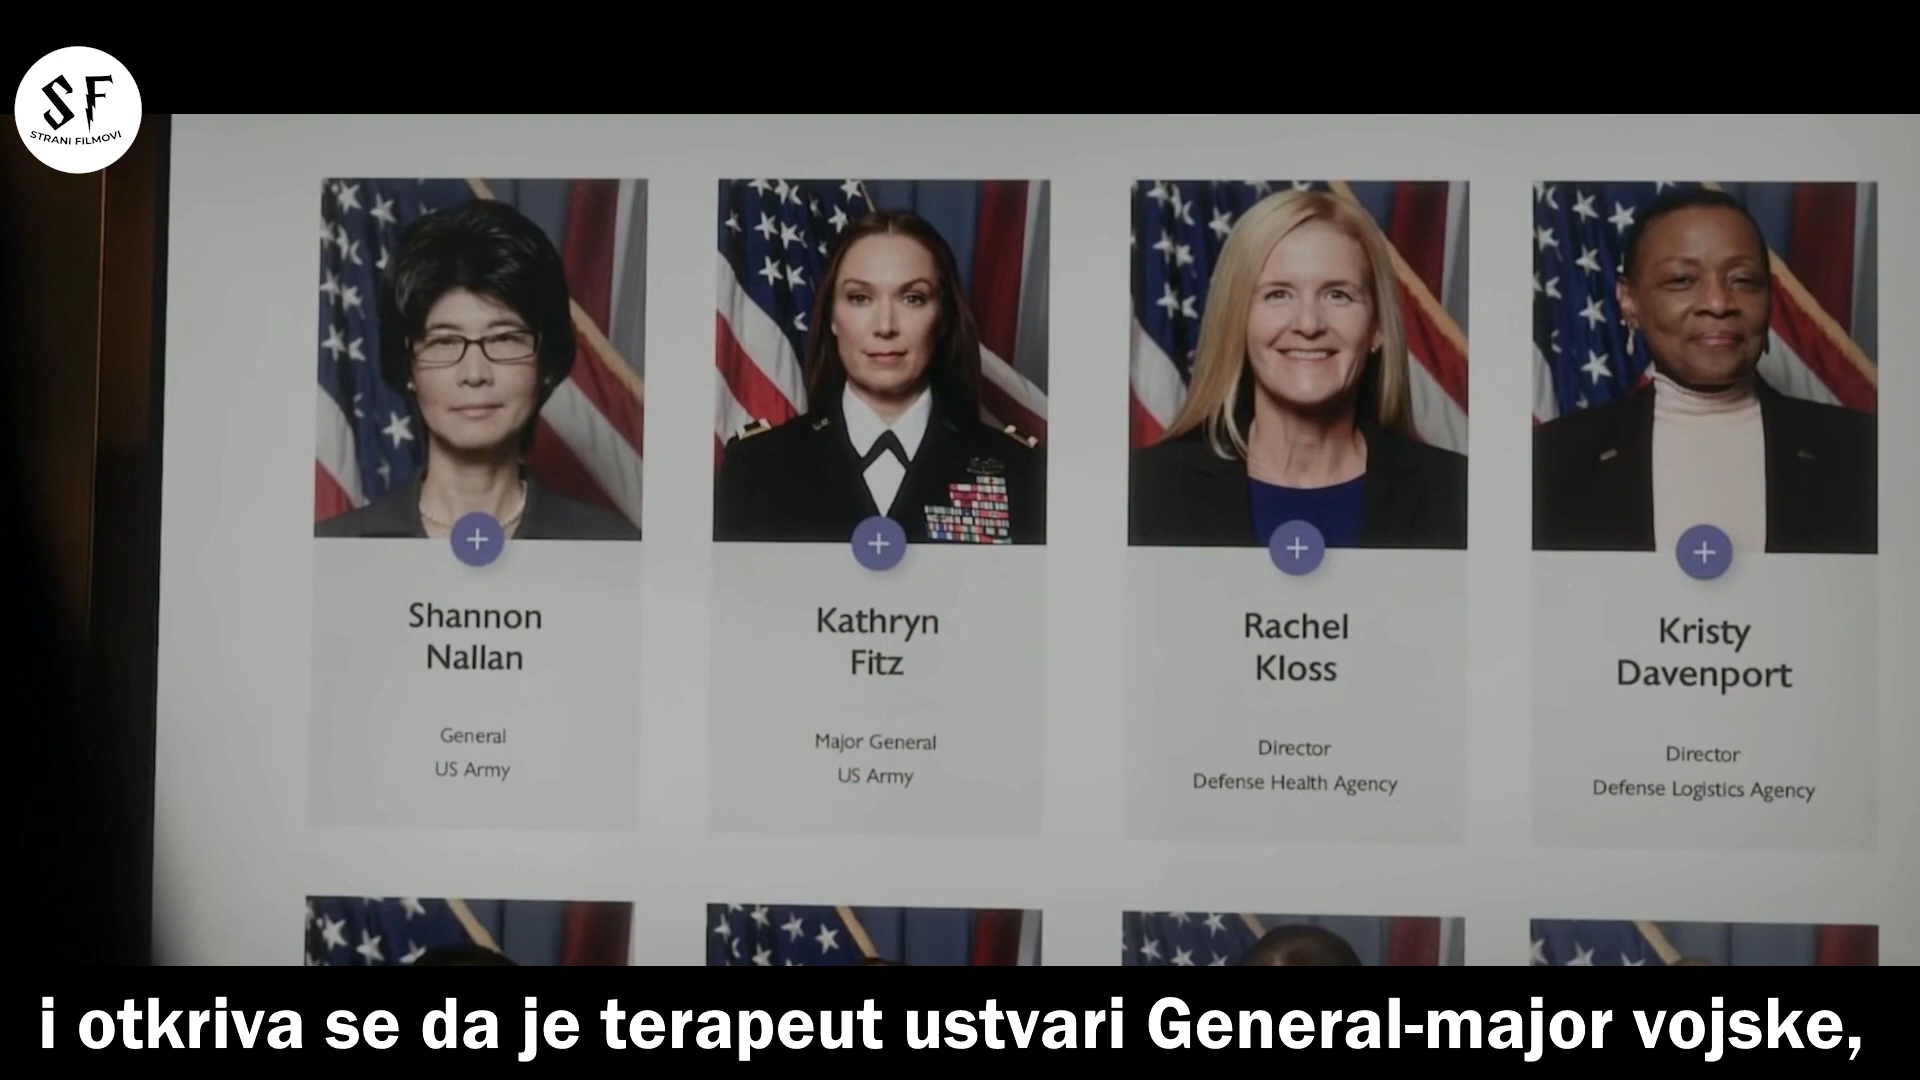 SF
STRANI FILMOVI
Shannon
Nallan
General
US Army
Kathryn
Fitz
Major General
US Army
Rachel
Kloss
Director
Defense Health Agency
Kristy
Davenport
Director
Defense Logistics Agency
i otkriva se da je terapeut ustvari General-major vojske,